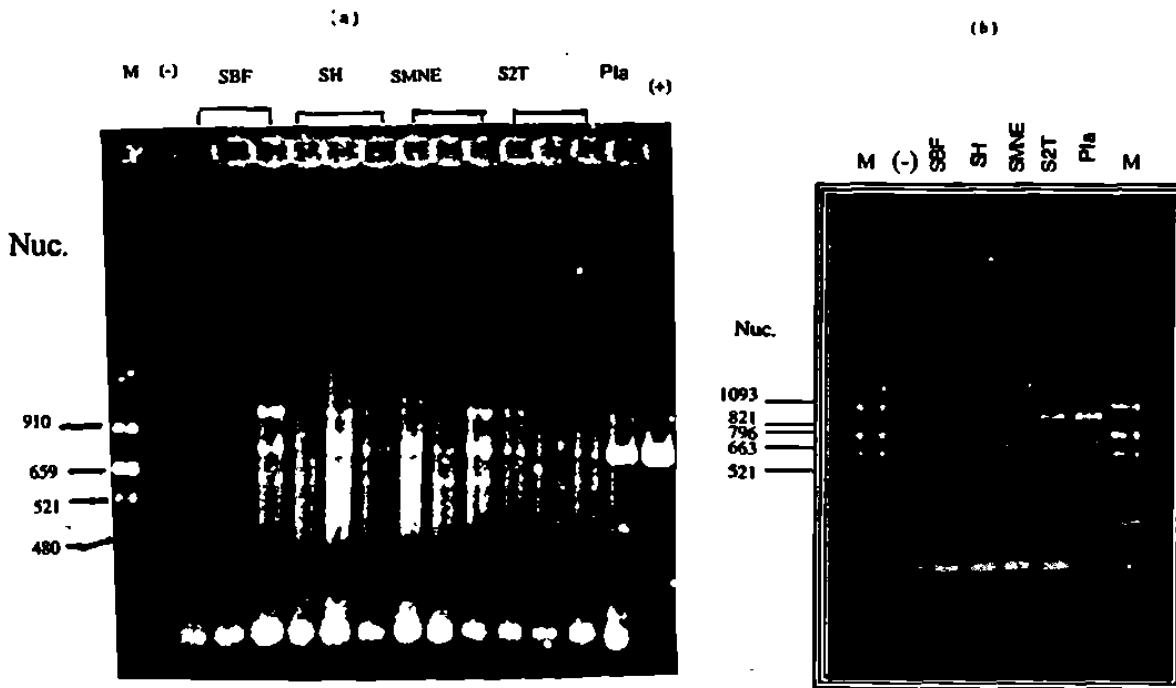 (a)
M (-) SBF SH SMNE S2T Pla (+)
Nuc.
910
659
521
480
(b)
M (-) SBF SH SMNE S2T Pla M
Nuc.
1093
821
796
663
521